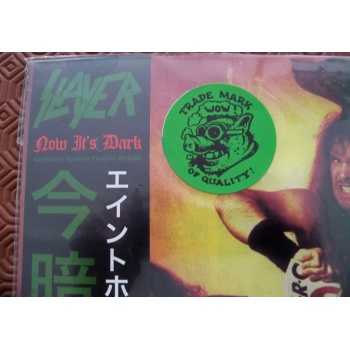 SLAYER
Now It's Dark
今
暗
エイントホ
TRADE MARK
WOW
OF QUALITY!